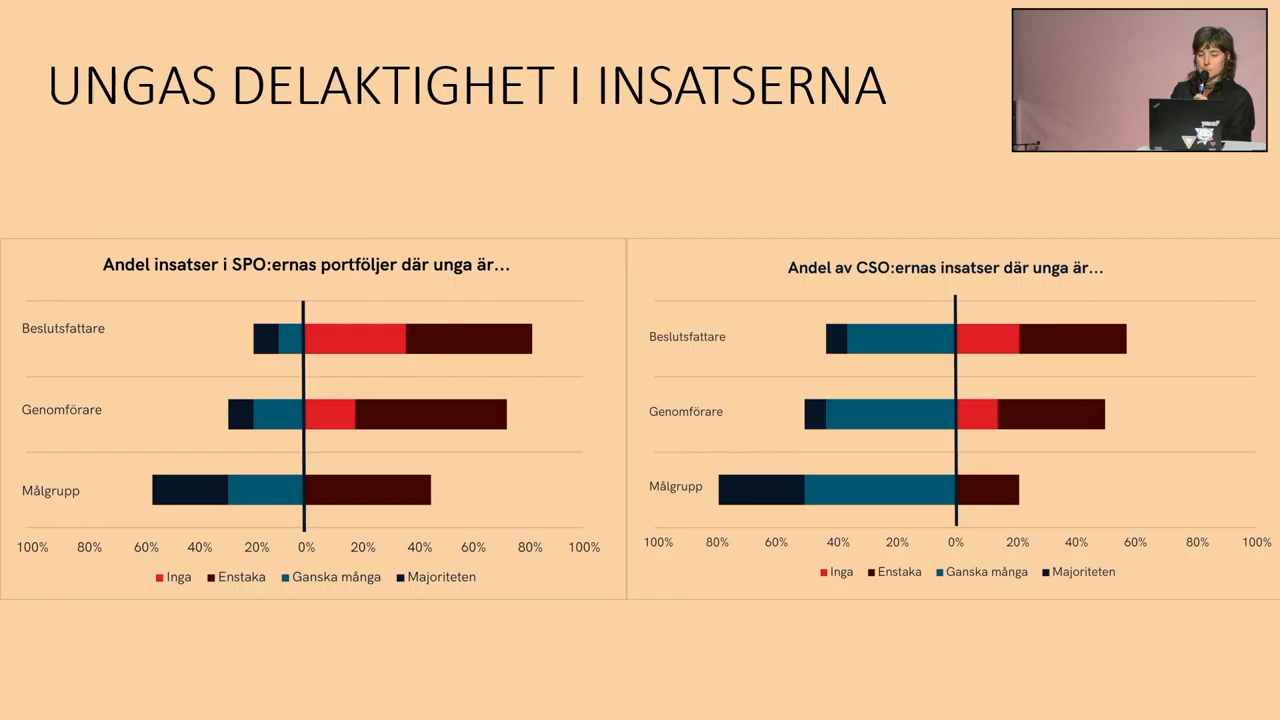 UNGAS DELAKTIGHET I INSATSERNA
Andel insatser i SPO:ernas portföljer där unga är...
Beslutsfattare
Genomförare
Målgrupp
100% 80% 60% 40% 20% 0% 20% 40% 60% 80% 100%
Inga Enstaka Ganska många Majoriteten
Andel av CSO:ernas insatser där unga är...
Beslutsfattare
Genomförare
Målgrupp
100% 80% 60% 40% 20% 0% 20% 40% 60% 80% 100%
Inga Enstaka Ganska många Majoriteten